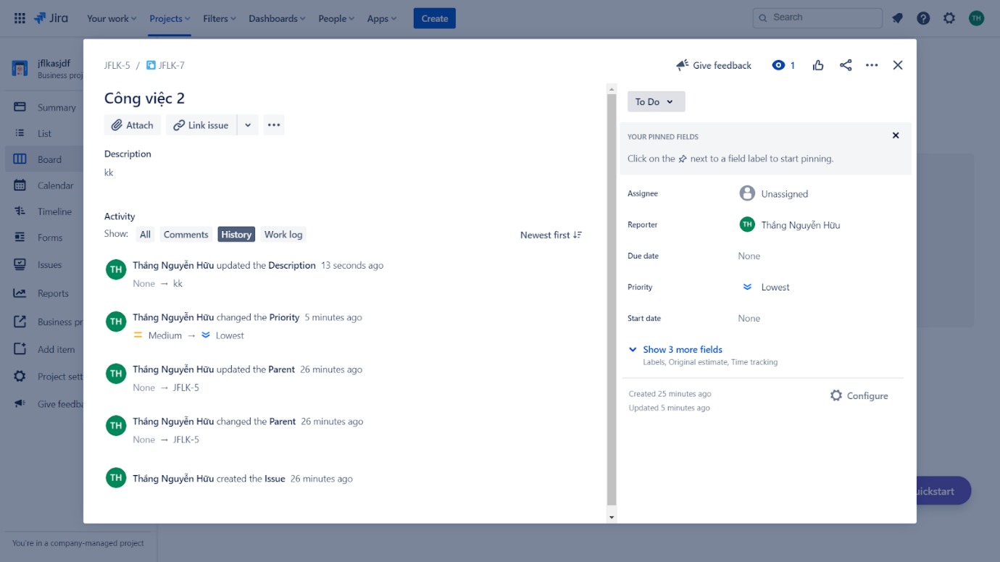 Jira
Your work
Projects
Filters
Dashboards
People
Apps
Create
Search
TH
jflkasjdf
Business proj
Summary
List
Board
Calendar
Timeline
Forms
Issues
Reports
Business pr
Add item
Project sett
Give feedba
You're in a company-managed project
JFLK-5 / JFLK-7
Give feedback
1
Công việc 2
Attach
Link issue
Description
kk
Activity
Show: All Comments History Work log
Newest first
TH
Thắng Nguyễn Hữu updated the Description 13 seconds ago
None → kk
TH
Thắng Nguyễn Hữu changed the Priority 5 minutes ago
Medium → Lowest
TH
Thắng Nguyễn Hữu updated the Parent 26 minutes ago
None → JFLK-5
TH
Thắng Nguyễn Hữu changed the Parent 26 minutes ago
None → JFLK-5
TH
Thắng Nguyễn Hữu created the Issue 26 minutes ago
To Do
YOUR PINNED FIELDS
Click on the next to a field label to start pinning.
Assignee
Unassigned
Reporter
TH
Thắng Nguyễn Hữu
Due date
None
Priority
Lowest
Start date
None
Show 3 more fields
Labels, Original estimate, Time tracking
Created 25 minutes ago
Updated 5 minutes ago
Configure
uickstart